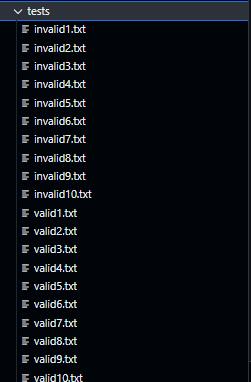 tests
invalid1.txt
invalid2.txt
invalid3.txt
invalid4.txt
invalid5.txt
invalid6.txt
invalid7.txt
invalid8.txt
invalid9.txt
invalid10.txt
valid1.txt
valid2.txt
valid3.txt
valid4.txt
valid5.txt
valid6.txt
valid7.txt
valid8.txt
valid9.txt
valid10.txt